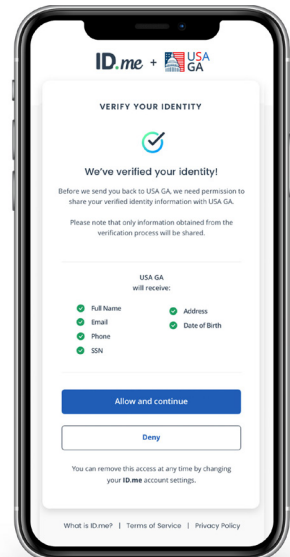 ID.me + USA
GA
VERIFY YOUR IDENTITY
We've verified your identity!
Before we send you back to USA GA, we need permission to
share your verified identity information with USA GA.
Please note that only information obtained from the
verification process will be shared.
USA GA
will receive:
Full Name
Email
Phone
SSN
Address
Date of Birth
Allow and continue
Deny
You can remove this access at any time by changing
your ID.me account settings.
What is ID.me? | Terms of Service | Privacy Policy